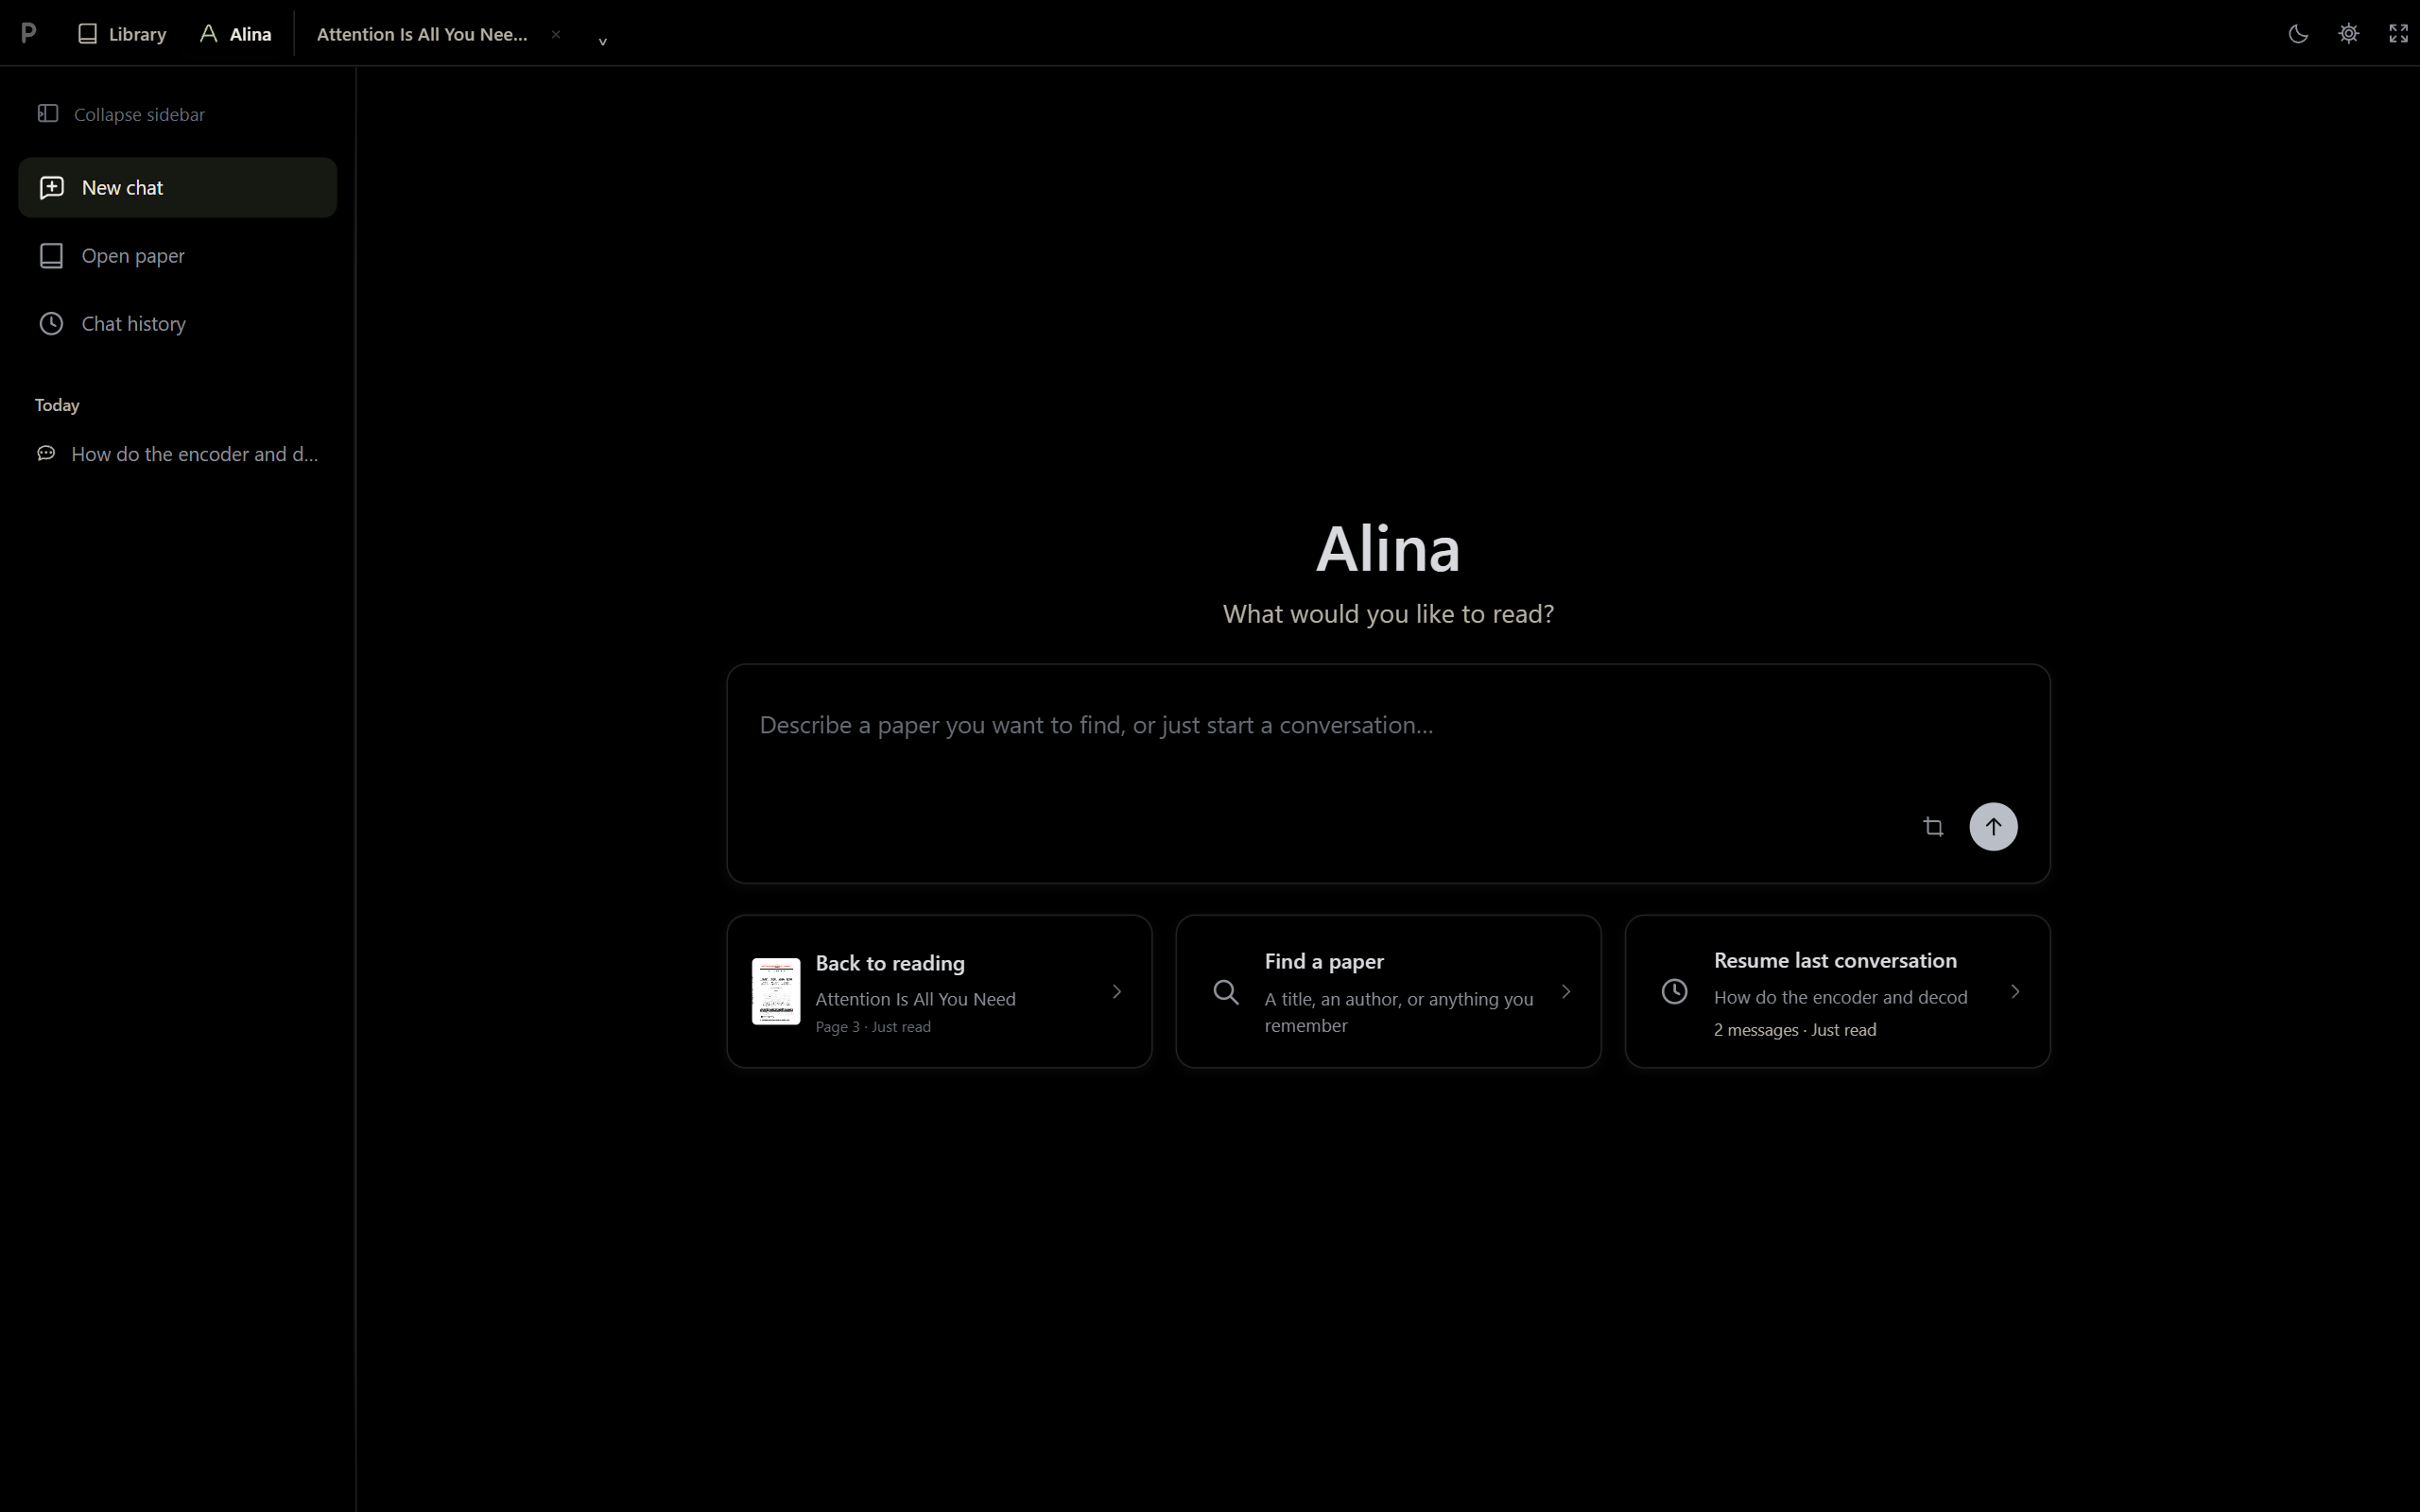 P
Library
Alina
Attention Is All You Nee...
Collapse sidebar
New chat
Open paper
Chat history
Today
How do the encoder and d...
Alina
What would you like to read?
Describe a paper you want to find, or just start a conversation...
Back to reading
Attention Is All You Need
Page 3 · Just read
Find a paper
A title, an author, or anything you
remember
Resume last conversation
How do the encoder and decod
2 messages · Just read